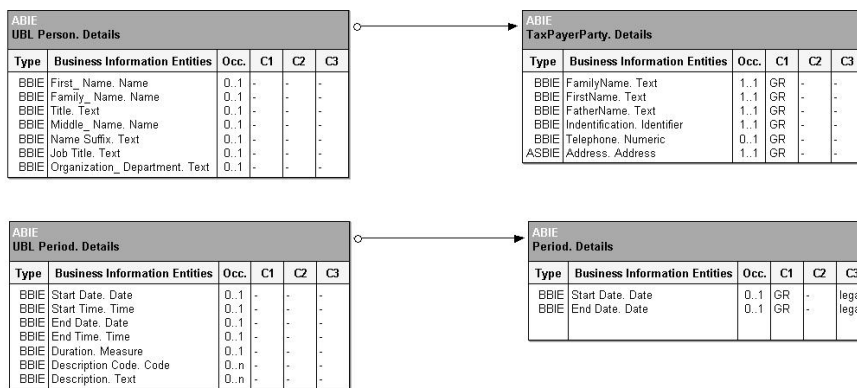 ABIE
UBL Person. Details
Type Business Information Entities Occ. C1 C2 C3
BBIE First_ Name. Name 0..1 - - -
BBIE Family_ Name. Name 0..1 - - -
BBIE Title. Text 0..1 - - -
BBIE Middle_ Name. Name 0..1 - - -
BBIE Name Suffix. Text 0..1 - - -
BBIE Job Title. Text 0..1 - - -
BBIE Organization_ Department. Text 0..1 - - -
ABIE
TaxPayerParty. Details
Type Business Information Entities Occ. C1 C2 C3
BBIE FamilyName. Text 1..1 GR - -
BBIE FirstName. Text 1..1 GR - -
BBIE FatherName. Text 1..1 GR - -
BBIE Indentification. Identifier 1..1 GR - -
BBIE Telephone. Numeric 0..1 GR - -
ASBIE Address. Address 1..1 GR - -
ABIE
UBL Period. Details
Type Business Information Entities Occ. C1 C2 C3
BBIE Start Date. Date 0..1 - - -
BBIE Start Time. Time 0..1 - - -
BBIE End Date. Date 0..1 - - -
BBIE End Time. Time 0..1 - - -
BBIE Duration. Measure 0..1 - - -
BBIE Description Code. Code 0..n - - -
BBIE Description. Text 0..n - - -
ABIE
Period. Details
Type Business Information Entities Occ. C1 C2 C3
BBIE Start Date. Date 0..1 GR - lega
BBIE End Date. Date 0..1 GR - lega